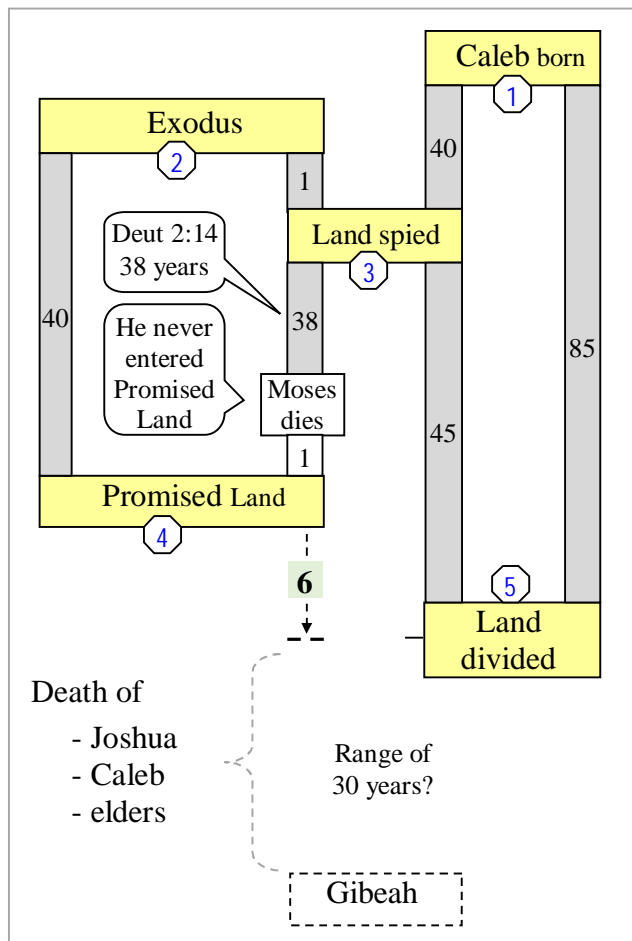 Caleb born
1
Exodus
2
40
1
Deut 2:14
38 years
Land spied
3
40
38
85
He never
entered
Promised
Land
Moses
dies
45
1
Promised Land
4
6
5
Land
divided
Death of
- Joshua
- Caleb
- elders
Range of
30 years?
Gibeah